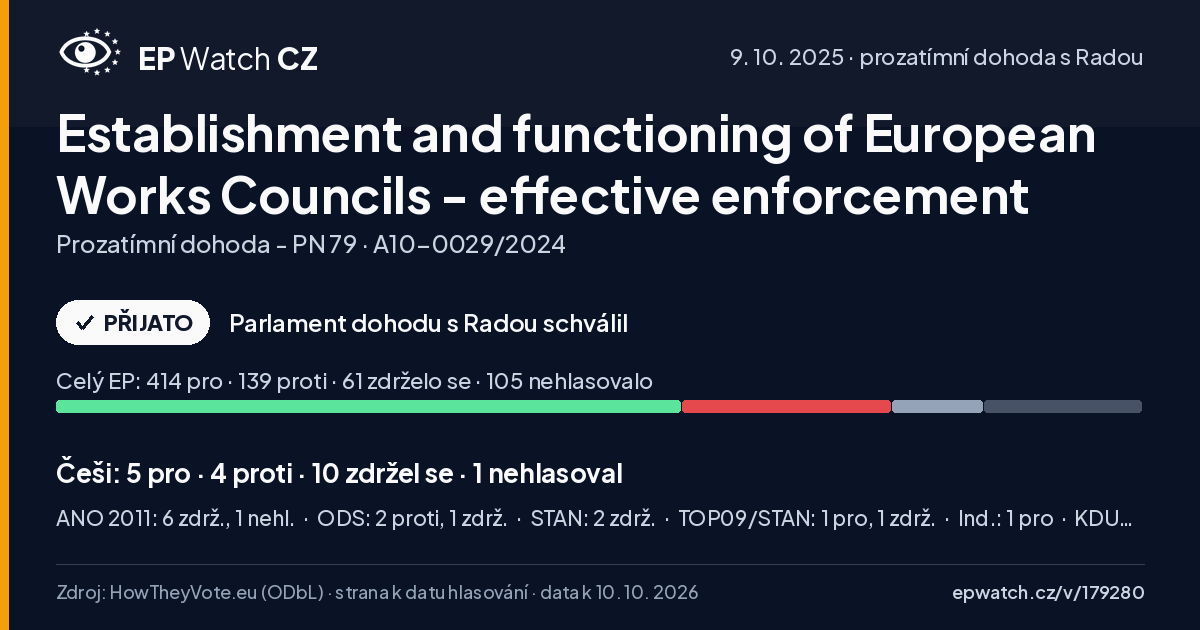 EP Watch CZ
9. 10. 2025 · prozatímní dohoda s Radou
Establishment and functioning of European
Works Councils – effective enforcement
Prozatímní dohoda – PN 79 · A10–0029/2024
✓ PŘIJATO
Parlament dohodu s Radou schválil
Celý EP: 414 pro · 139 proti · 61 zdrželo se · 105 nehlasovalo
Češi: 5 pro · 4 proti · 10 zdržel se · 1 nehlasoval
ANO 2011: 6 zdrž., 1 nehl. · ODS: 2 proti, 1 zdrž. · STAN: 2 zdrž. · TOP09/STAN: 1 pro, 1 zdrž. · Ind.: 1 pro · KDU…
Zdroj: HowTheyVote.eu (ODbL) · strana k datu hlasování · data k 10. 10. 2026
epwatch.cz/v/179280